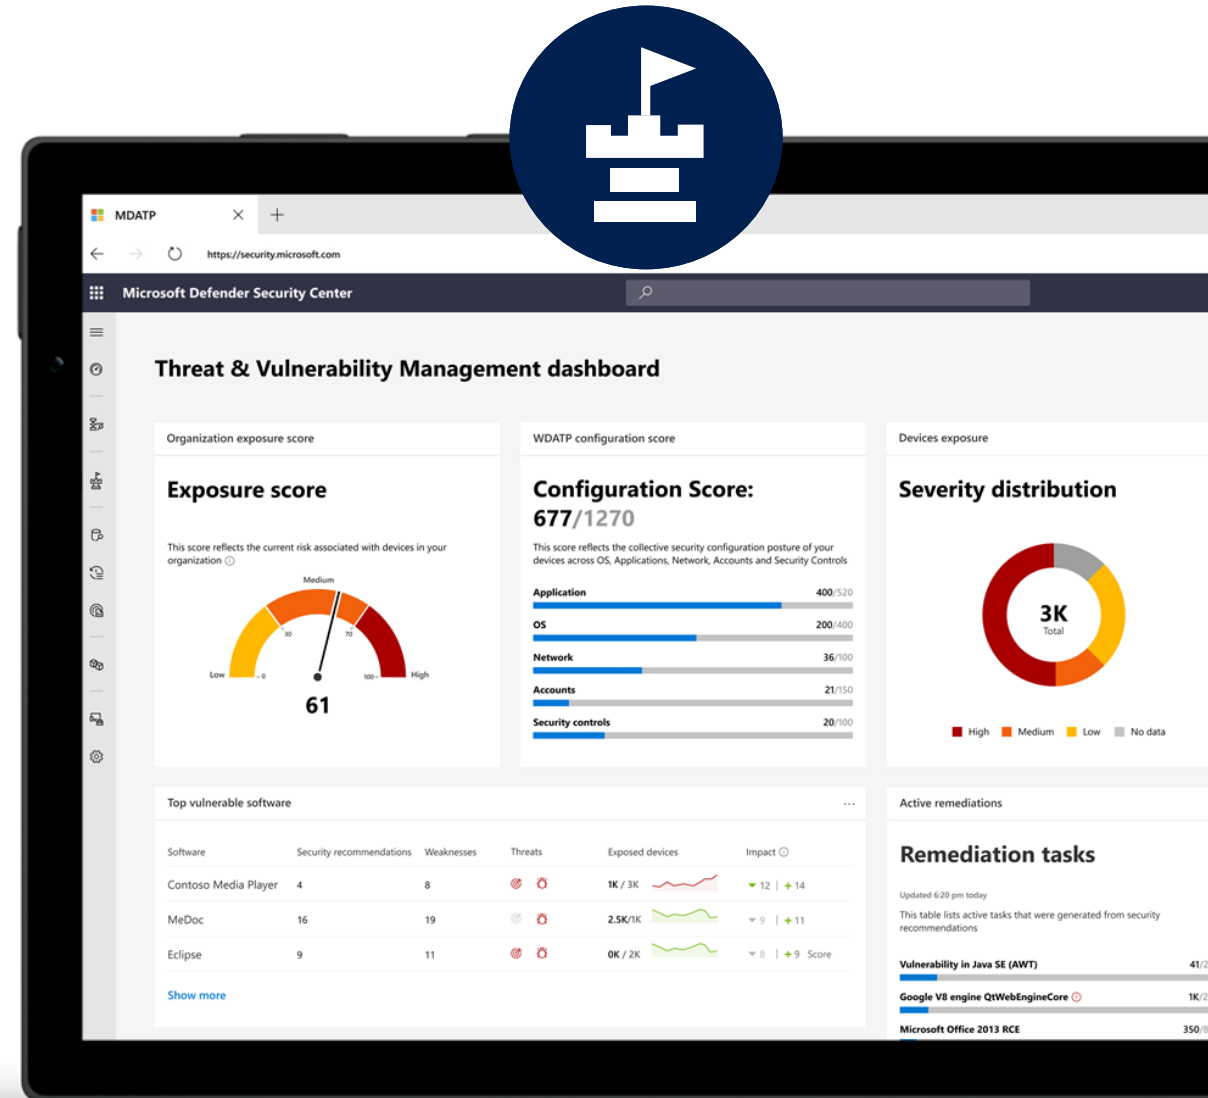 MDATP
https://security.microsoft.com
Microsoft Defender Security Center
Threat & Vulnerability Management dashboard
Organization exposure score
Exposure score
This score reflects the current risk associated with devices in your
organization
Medium
30
70
Low
0
100
High
61
WDATP configuration score
Configuration Score:
677/1270
This score reflects the collective security configuration posture of your
devices across OS, Applications, Network, Accounts and Security Controls
Application 400/520
OS 200/400
Network 36/100
Accounts 21/150
Security controls 20/100
Devices exposure
Severity distribution
3K
Total
High Medium Low No data
Top vulnerable software
Software Security recommendations Weaknesses Threats Exposed devices Impact
Contoso Media Player 4 8 1K / 3K 12 | + 14
MeDoc 16 19 2.5K/1K 9 | + 11
Eclipse 9 11 0K / 2K 8 | + 9 Score
Show more
Active remediations
Remediation tasks
Updated 6:20 pm today
This table lists active tasks that were generated from security
recommendations
Vulnerability in Java SE (AWT) 41/2
Google V8 engine QtWebEngineCore 1K/2
Microsoft Office 2013 RCE 350/8